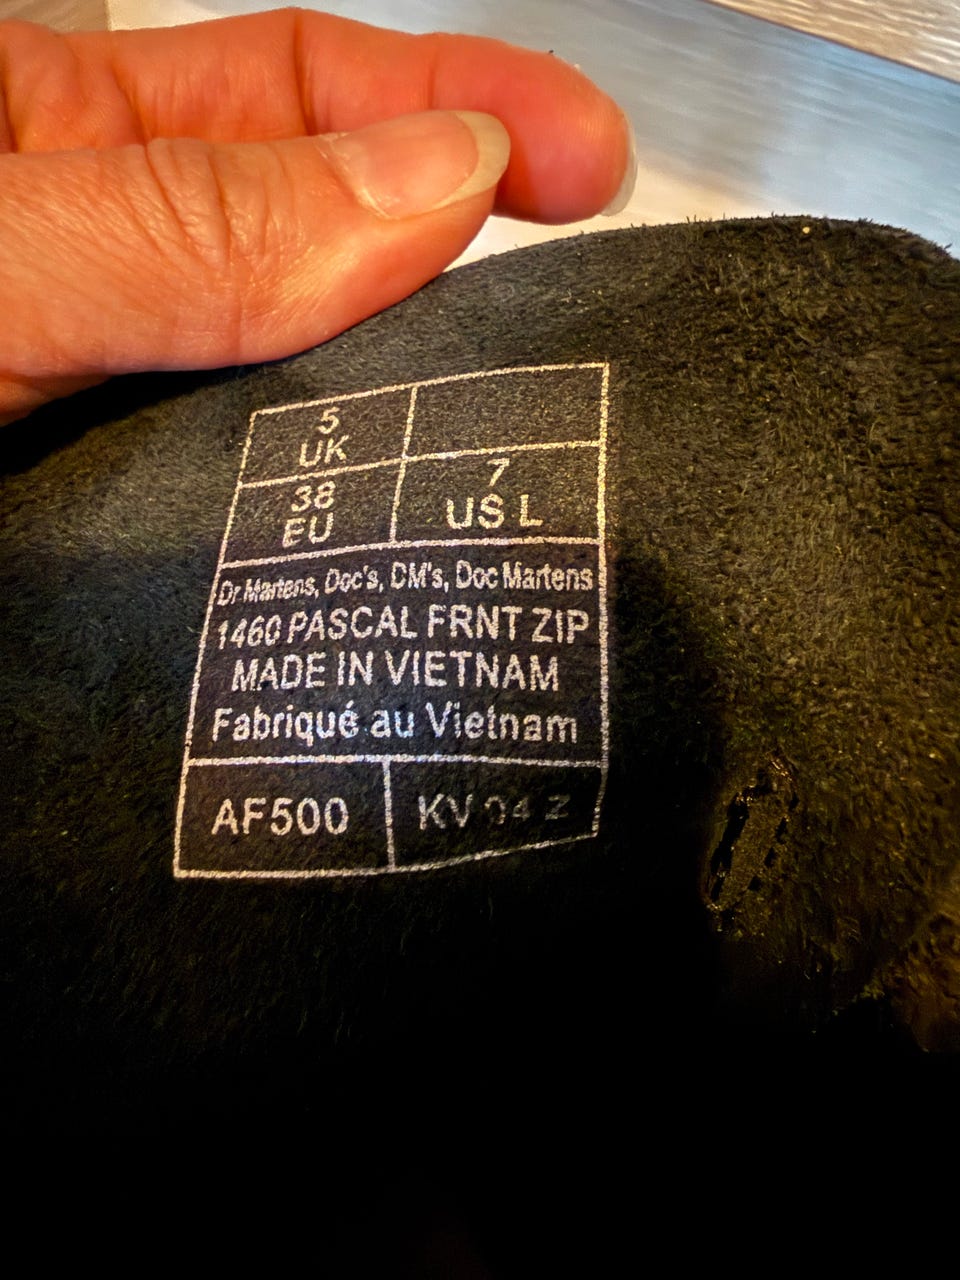 5
UK
38
EU
7
US L
Dr Martens, Doc's, DM's, Doc Martens
1460 PASCAL FRNT ZIP
MADE IN VIETNAM
Fabriqué au Vietnam
AF500
KV 04 Z